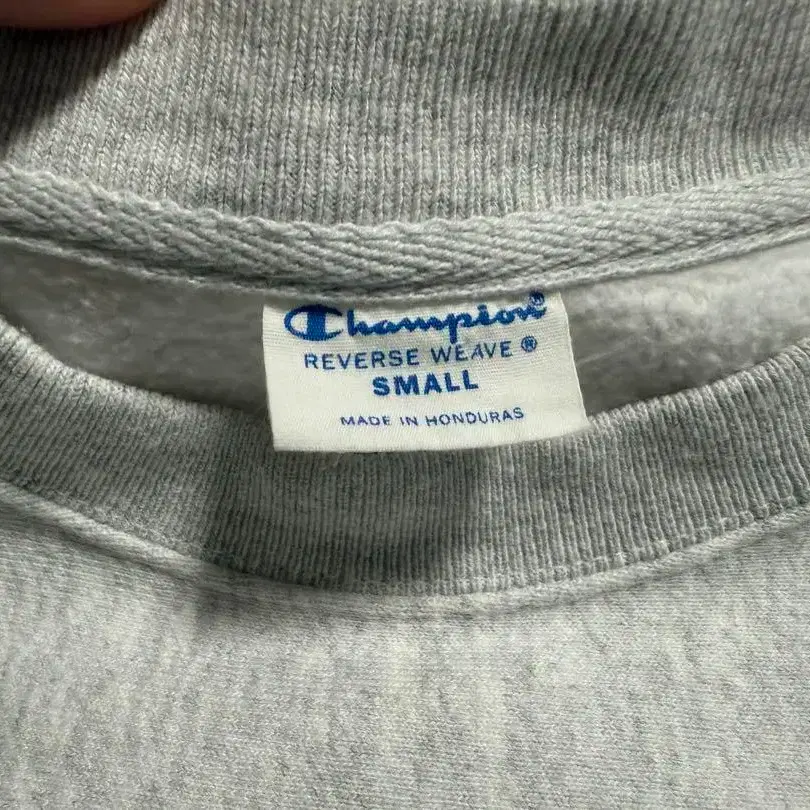 Champion®
REVERSE WEAVE ®
SMALL
MADE IN HONDURAS